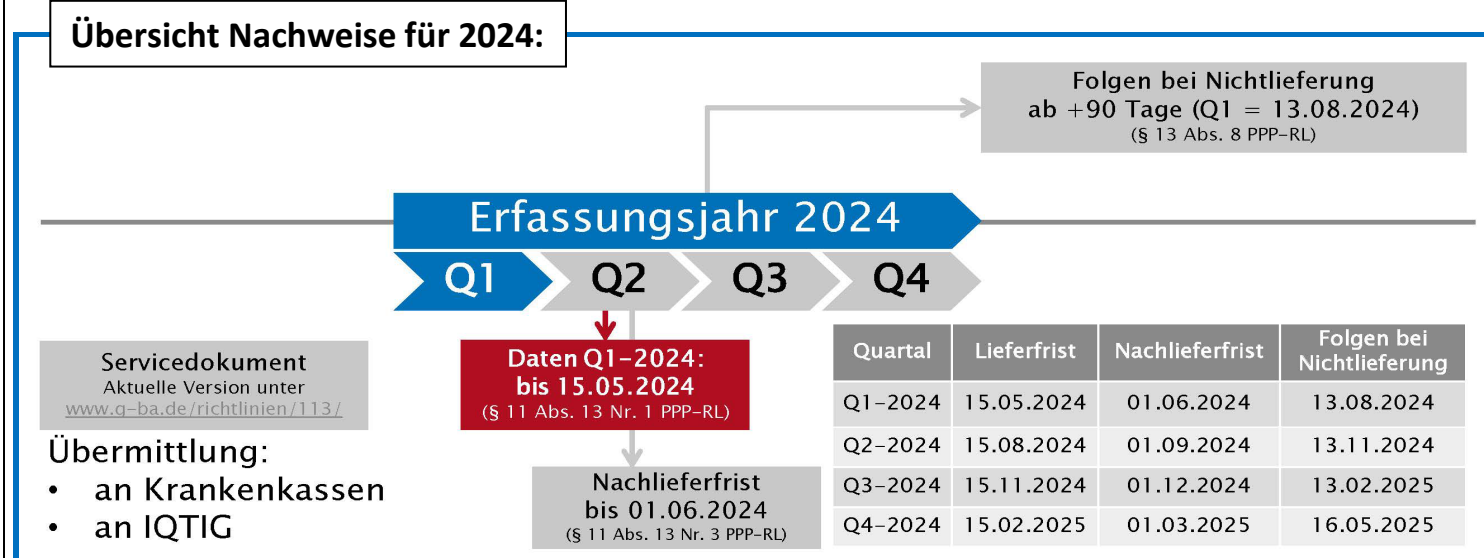 Übersicht Nachweise für 2024:
Folgen bei Nichtlieferung
ab +90 Tage (Q1 = 13.08.2024)
(§ 13 Abs. 8 PPP-RL)
Erfassungsjahr 2024
Q1 Q2 Q3 Q4
Servicedokument
Aktuelle Version unter
www.g-ba.de/richtlinien/113/
Übermittlung:
• an Krankenkassen
• an IQTIG
Daten Q1-2024:
bis 15.05.2024
(§ 11 Abs. 13 Nr. 1 PPP-RL)
Nachlieferfrist
bis 01.06.2024
(§ 11 Abs. 13 Nr. 3 PPP-RL)
Quartal Lieferfrist Nachlieferfrist Folgen bei
Nichtlieferung
Q1-2024 15.05.2024 01.06.2024 13.08.2024
Q2-2024 15.08.2024 01.09.2024 13.11.2024
Q3-2024 15.11.2024 01.12.2024 13.02.2025
Q4-2024 15.02.2025 01.03.2025 16.05.2025